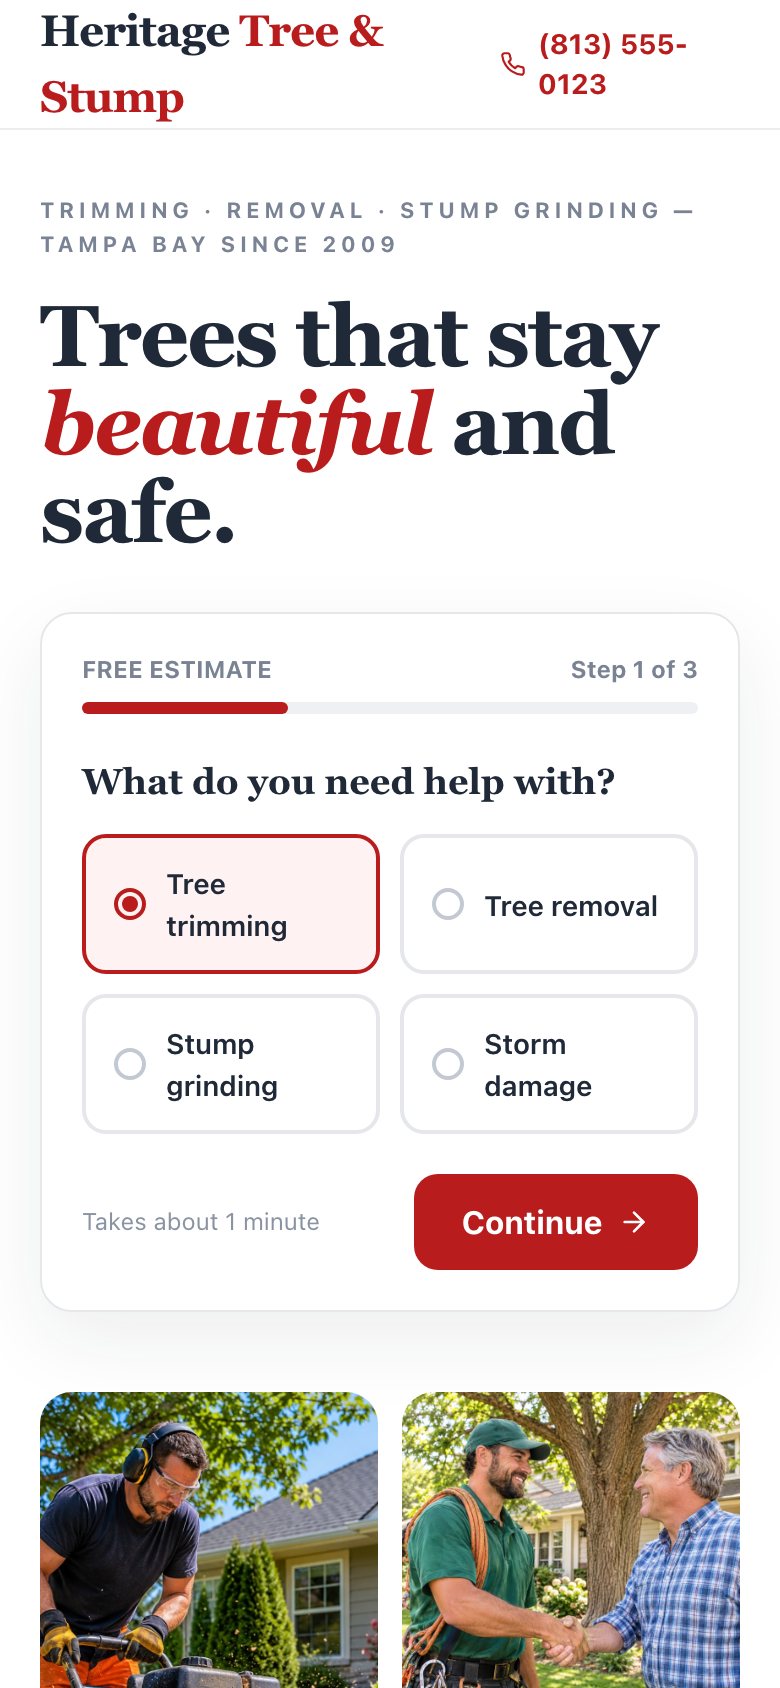 Heritage Tree &
Stump
(813) 555-
0123
TRIMMING · REMOVAL · STUMP GRINDING —
TAMPA BAY SINCE 2009
Trees that stay
beautiful and
safe.
FREE ESTIMATE
Step 1 of 3
What do you need help with?
Tree
trimming
Tree removal
Stump
grinding
Storm
damage
Takes about 1 minute
Continue →